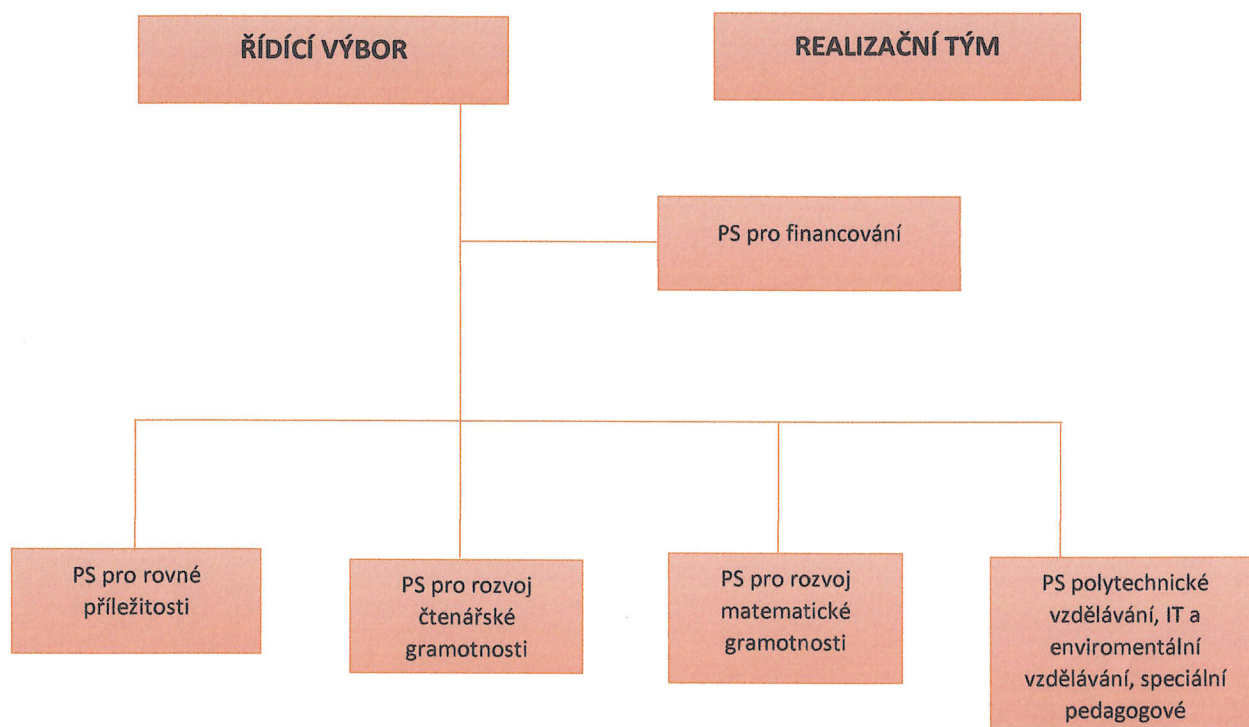 ŘÍDÍCÍ VÝBOR
REALIZAČNÍ TÝM
PS pro financování
PS pro rovné
příležitosti
PS pro rozvoj
čtenářské
gramotnosti
PS pro rozvoj
matematické
gramotnosti
PS polytechnické
vzdělávání, IT a
enviromentální
vzdělávání, speciální
pedagogové